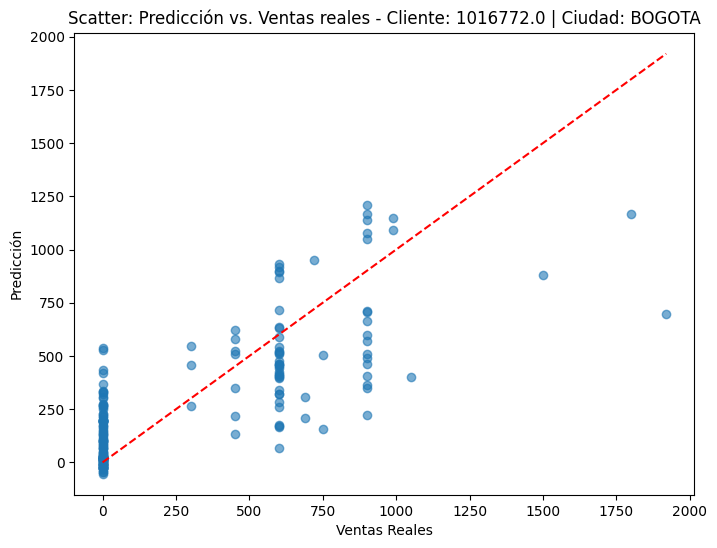 Scatter: Predicción vs. Ventas reales - Cliente: 1016772.0 | Ciudad: BOGOTA
2000
1750
1500
1250
1000
750
500
250
0
Predicción
0 250 500 750 1000 1250 1500 1750 2000
Ventas Reales